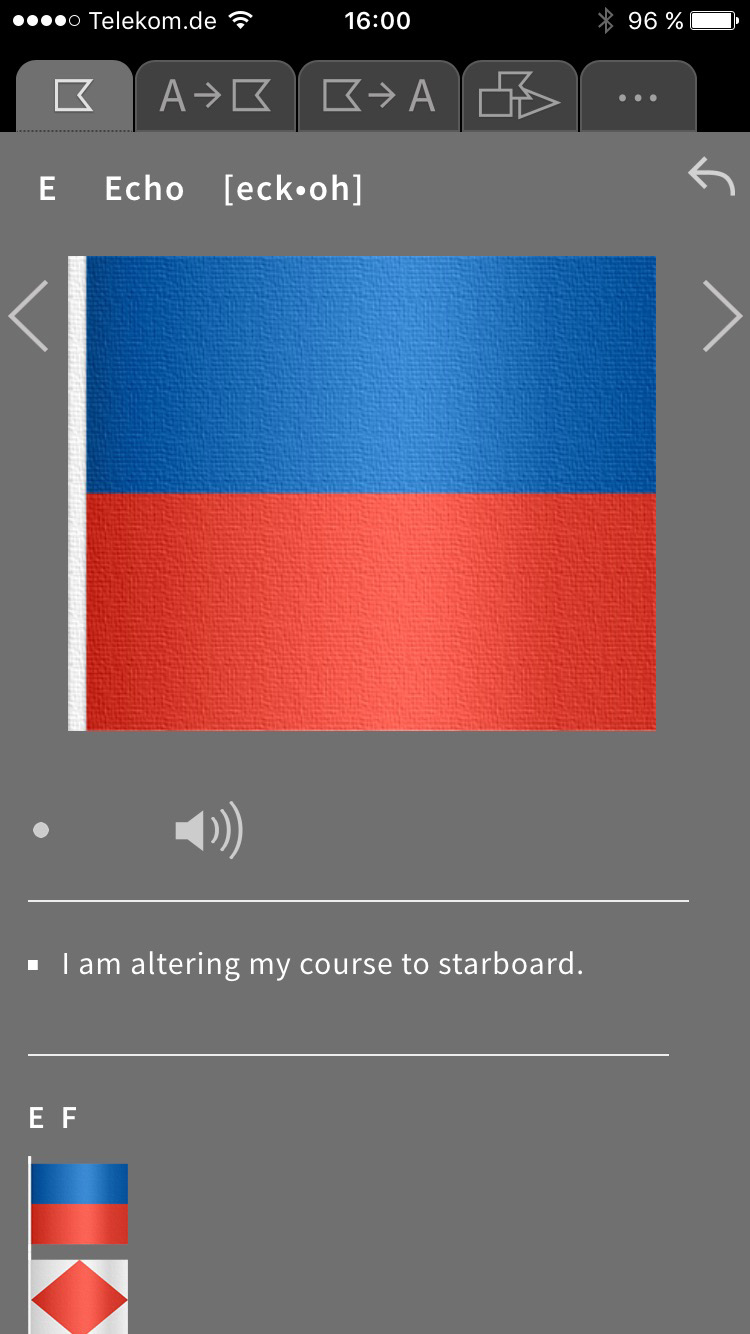 Telekom.de 16:00 96 %
A → → A ...
E Echo [eck•oh]
I am altering my course to starboard.
E F